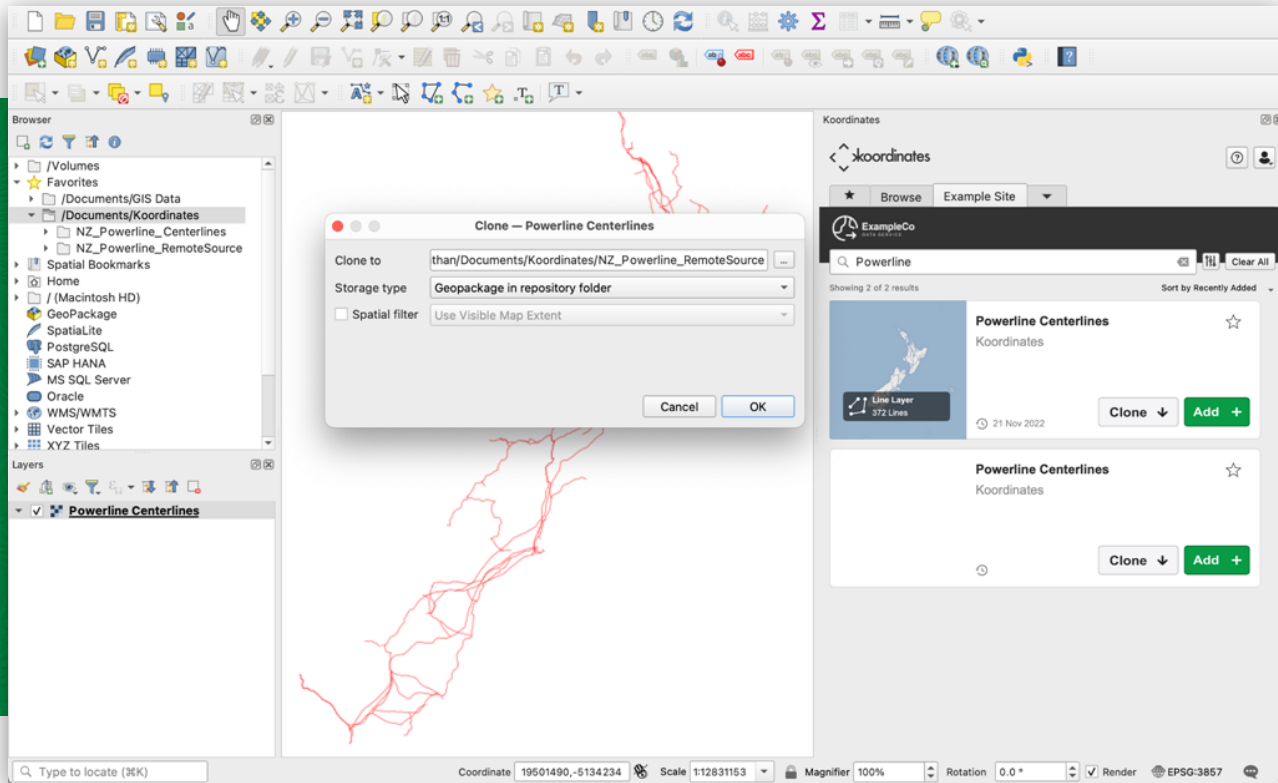 Browser
/Volumes
Favorites
/Documents/GIS Data
/Documents/Koordinates
NZ_Powerline_Centerlines
NZ_Powerline_RemoteSource
Spatial Bookmarks
Home
/ (Macintosh HD)
GeoPackage
SpatiaLite
PostgreSQL
SAP HANA
MS SQL Server
Oracle
WMS/WMTS
Vector Tiles
XYZ Tiles
Layers
Powerline Centerlines
Clone — Powerline Centerlines
Clone to than/Documents/Koordinates/NZ_Powerline_RemoteSource ...
Storage type Geopackage in repository folder
Spatial filter Use Visible Map Extent
Cancel OK
Koordinates
koordinates
Browse Example Site
ExampleCo
DATA SERVICE
Powerline Clear All
Showing 2 of 2 results Sort by Recently Added
Powerline Centerlines
Koordinates
Line Layer
372 Lines
21 Nov 2022
Clone Add +
Powerline Centerlines
Koordinates
Clone Add +
Type to locate (⌘K) Coordinate 19501490,-5134234 Scale 1:12831153 Magnifier 100% Rotation 0.0 ° Render EPSG:3857